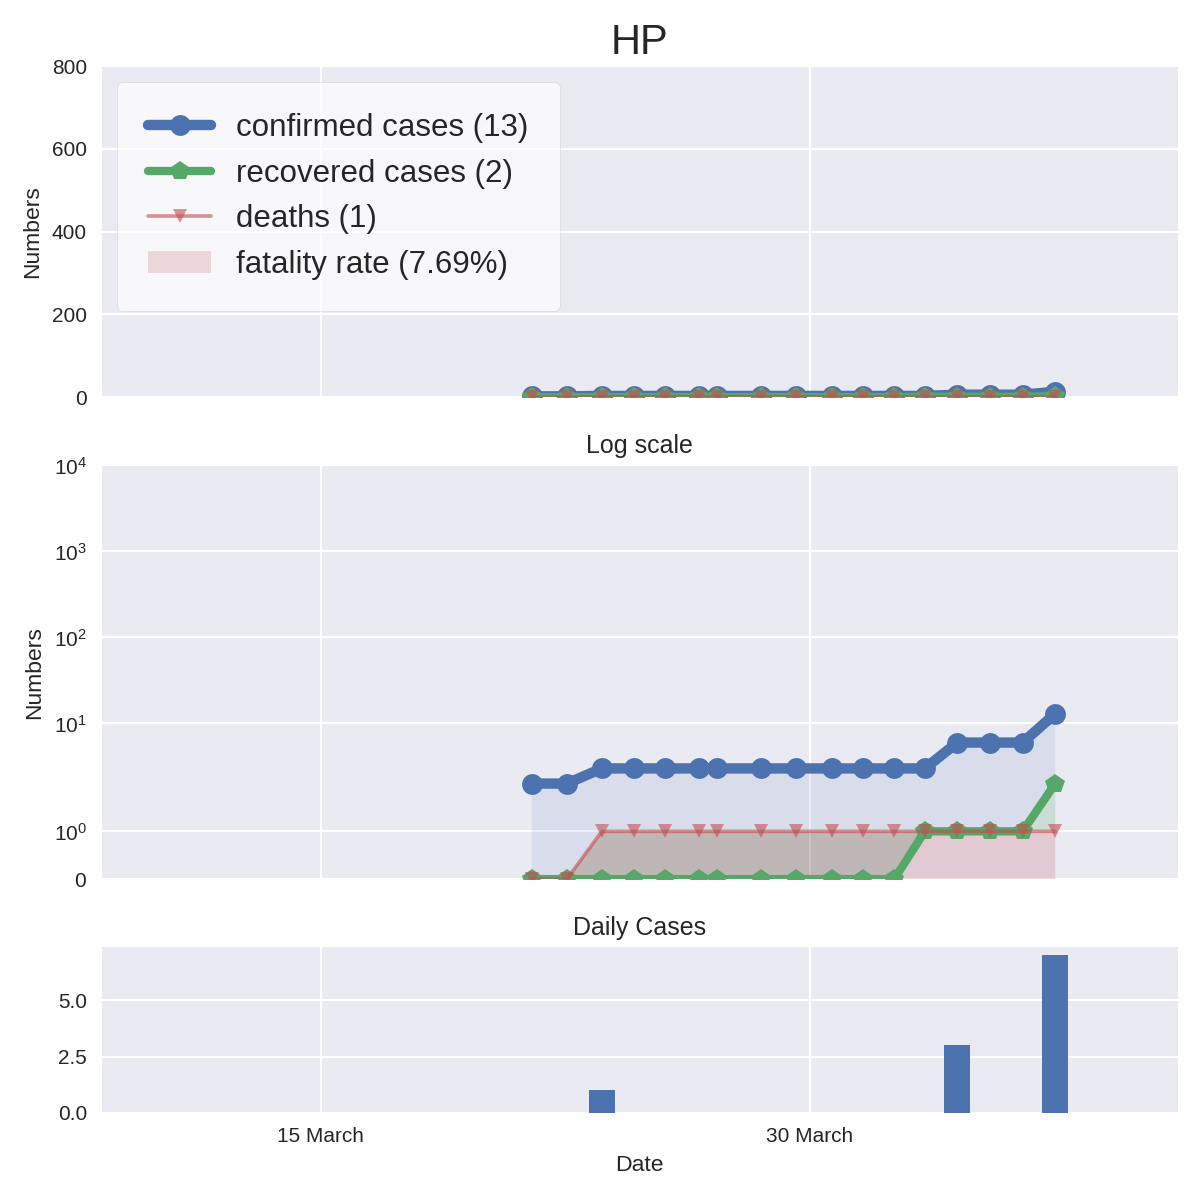 HP
800
600
400
200
0
Numbers
confirmed cases (13)
recovered cases (2)
deaths (1)
fatality rate (7.69%)
Log scale
10^4
10^3
10^2
10^1
10^0
0
Numbers
Daily Cases
5.0
2.5
0.0
15 March
30 March
Date